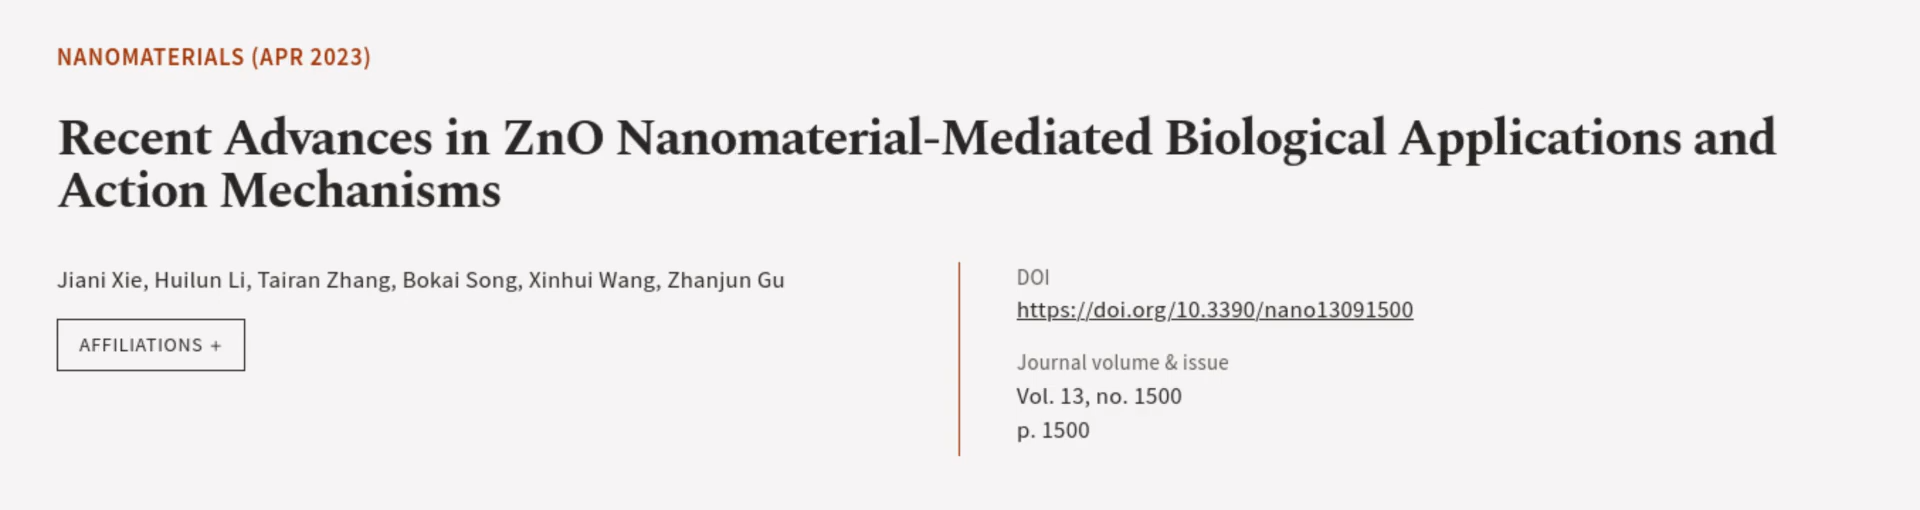 NANOMATERIALS (APR 2023)
Recent Advances in ZnO Nanomaterial-Mediated Biological Applications and
Action Mechanisms
Jiani Xie, Huilun Li, Tairan Zhang, Bokai Song, Xinhui Wang, Zhanjun Gu
AFFILIATIONS +
DOI
https://doi.org/10.3390/nano13091500
Journal volume & issue
Vol. 13, no. 1500
p. 1500